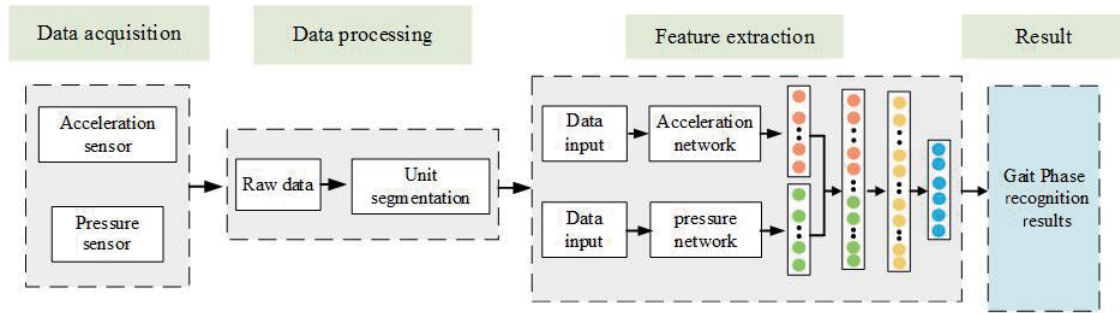 Data acquisition
Data processing
Feature extraction
Result
Acceleration
sensor
Pressure
sensor
Raw data
Unit
segmentation
Data
input
Acceleration
network
Data
input
pressure
network
Gait Phase
recognition
results